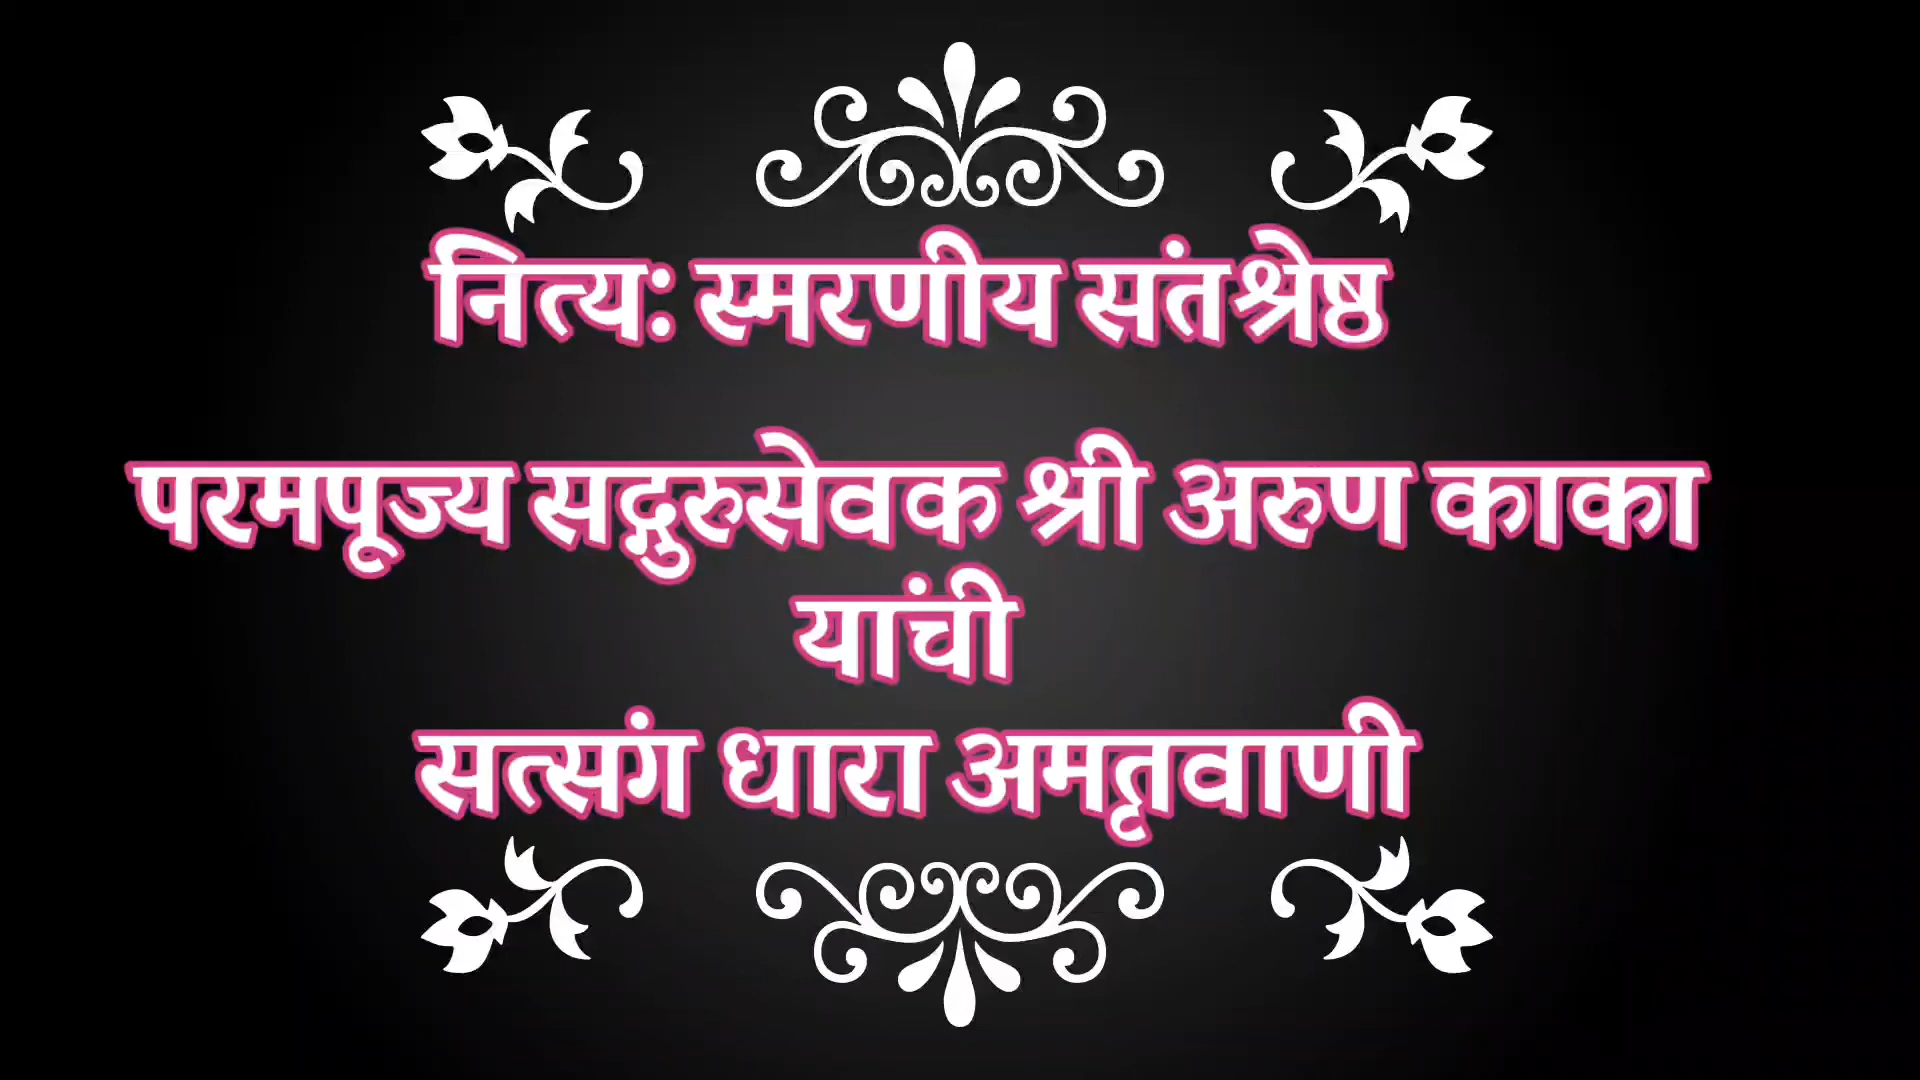 नित्य: स्मरणीय संतश्रेष्ठ
परमपूज्य सद्गुरुसेवक श्री अरुण काका
यांची
सत्संग धारा अमृतवाणी